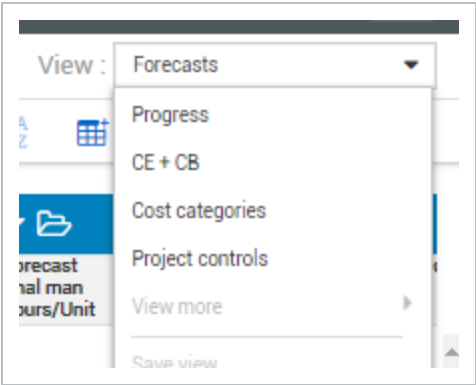 View :
Forecasts
Progress
CE + CB
Cost categories
Project controls
View more
Save view